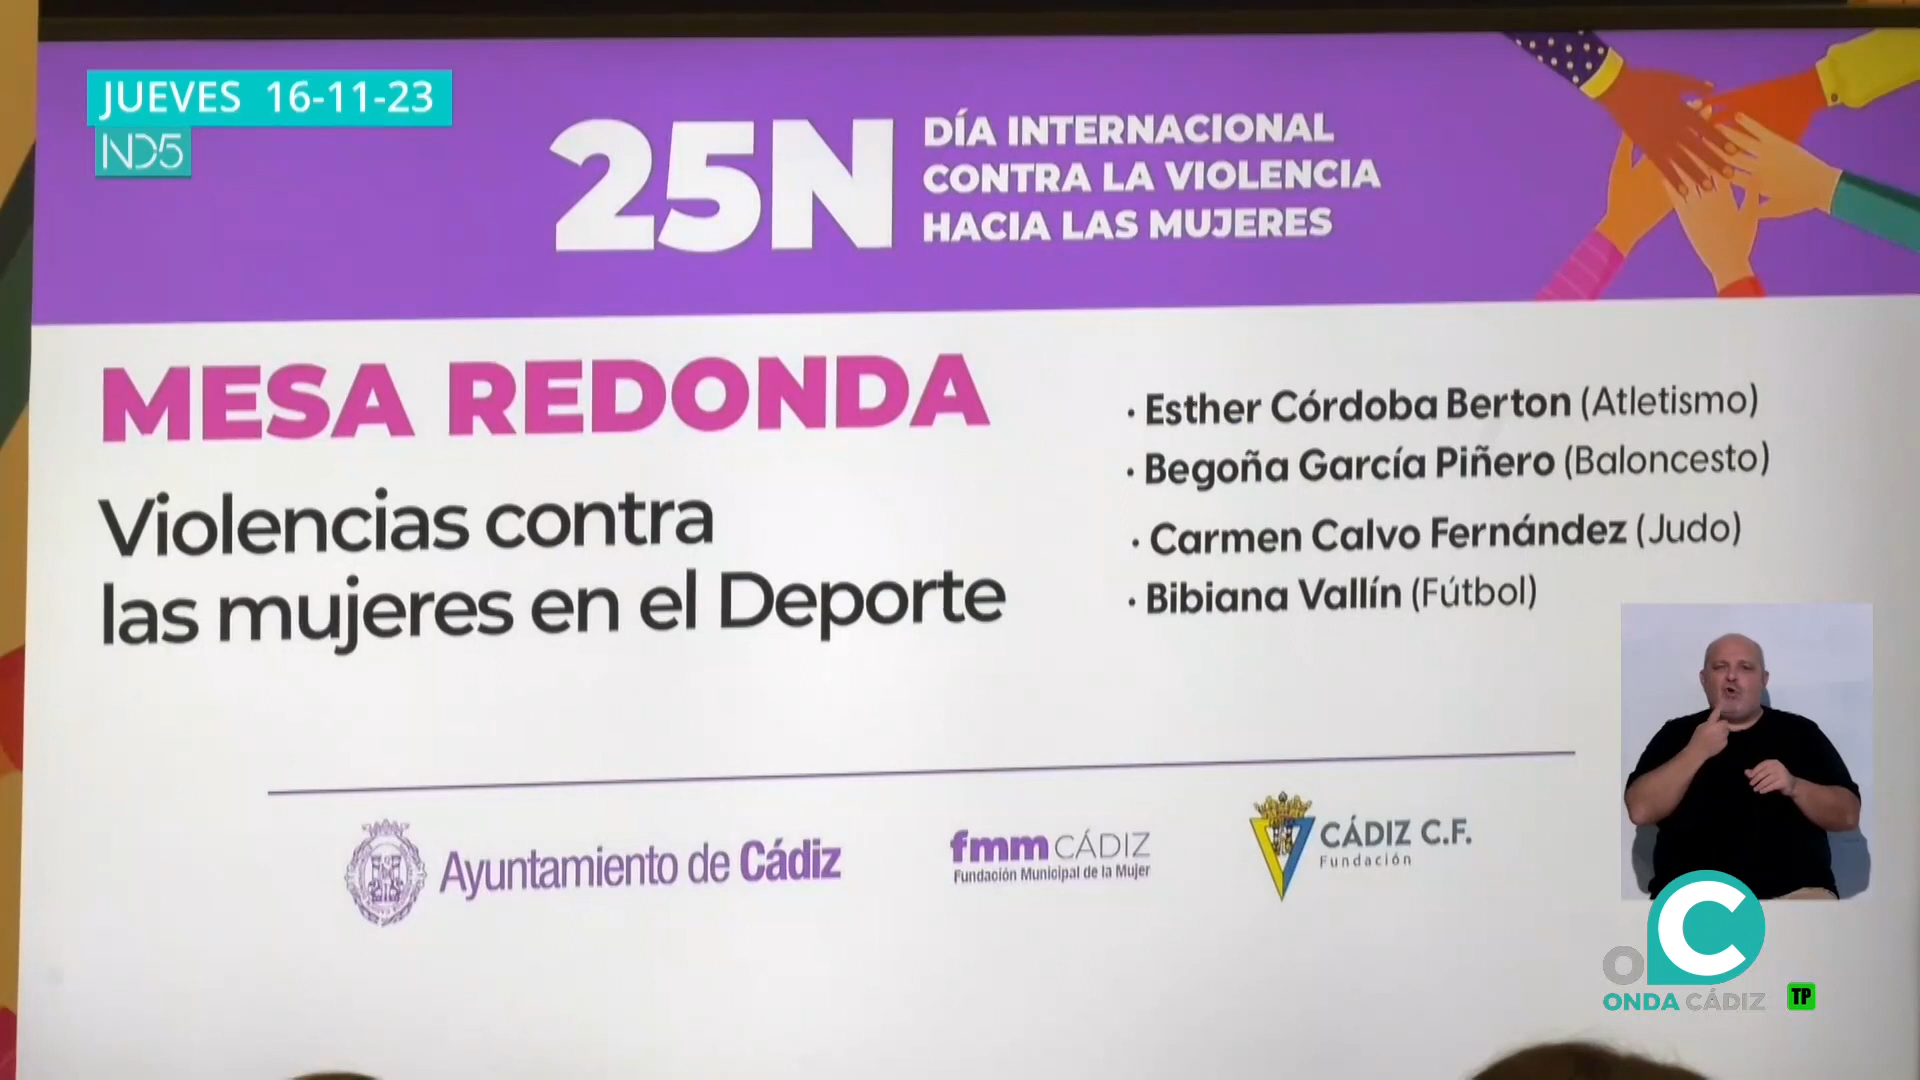 JUEVES 16-11-23
ND5
25N
DÍA INTERNACIONAL
CONTRA LA VIOLENCIA
HACIA LAS MUJERES
MESA REDONDA
Violencias contra
las mujeres en el Deporte
· Esther Córdoba Berton (Atletismo)
· Begoña García Piñero (Baloncesto)
· Carmen Calvo Fernández (Judo)
· Bibiana Vallín (Fútbol)
Ayuntamiento de Cádiz
fmm CÁDIZ
Fundación Municipal de la Mujer
CÁDIZ C.F.
Fundación
OC
ONDA CÁDIZ
TP